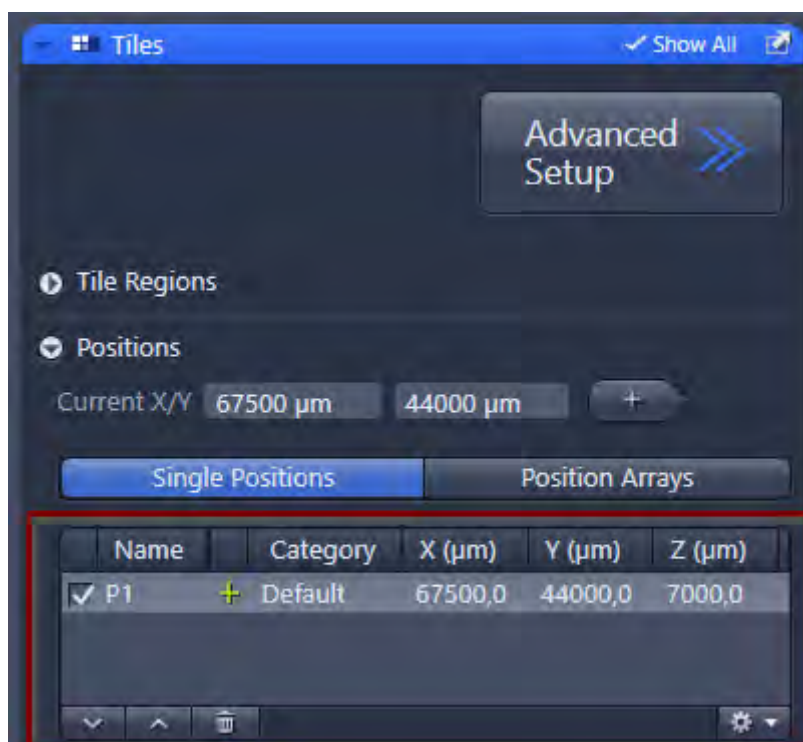 Tiles Show All
Advanced
Setup
Tile Regions
Positions
Current X/Y 67500 µm 44000 µm +
Single Positions Position Arrays
Name Category X (µm) Y (µm) Z (µm)
P1 Default 67500,0 44000,0 7000,0